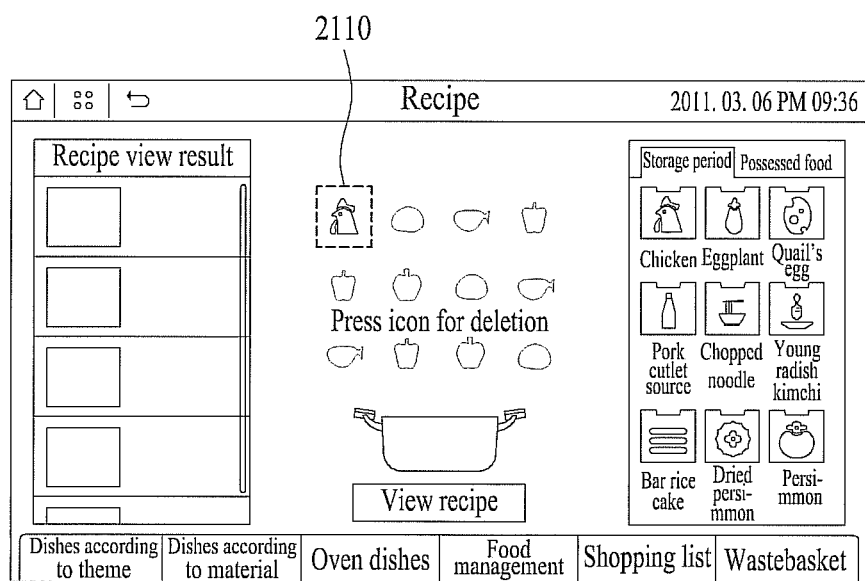 2110
Recipe
2011. 03. 06 PM 09:36
Recipe view result
Press icon for deletion
View recipe
Storage period
Possessed food
Chicken
Eggplant
Quail's
egg
Pork
cutlet
source
Chopped
noodle
Young
radish
kimchi
Bar rice
cake
Dried
persi-
mmon
Persi-
mmon
Dishes according
to theme
Dishes according
to material
Oven dishes
Food
management
Shopping list
Wastebasket